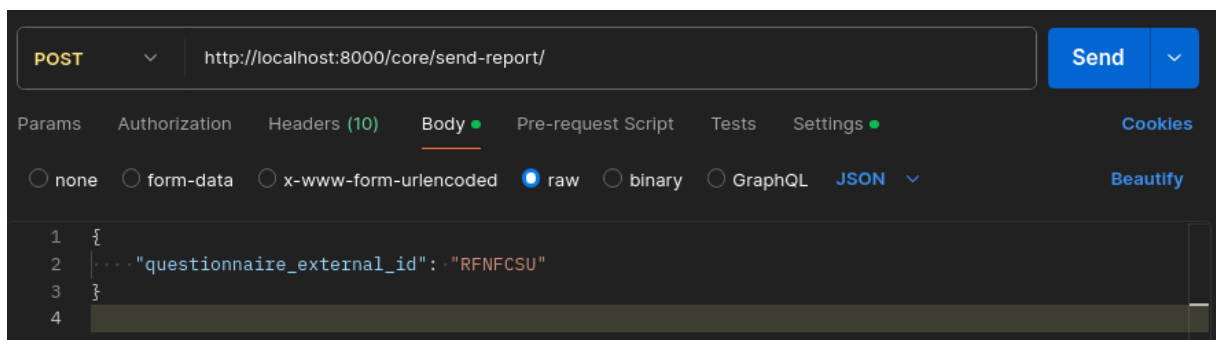 POST http://localhost:8000/core/send-report/ Send
Params Authorization Headers (10) Body Pre-request Script Tests Settings Cookies
none form-data x-www-form-urlencoded raw binary GraphQL JSON Beautify
1 {
2 "questionnaire_external_id": "RFNFCSU"
3 }
4